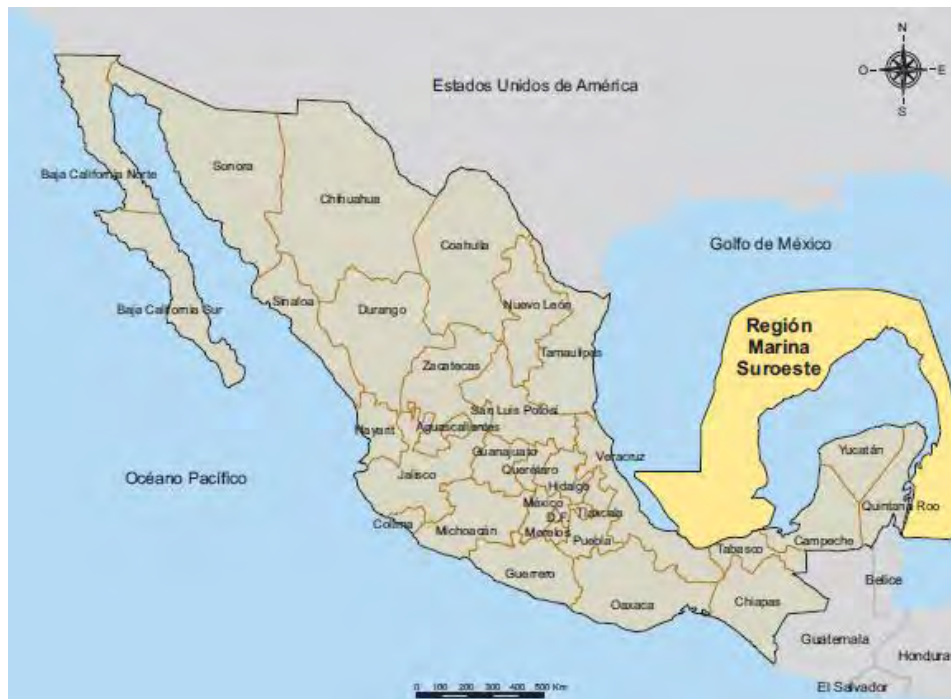 N
O
E
S
Estados Unidos de América
Baja California Norte
Sonora
Chihuahua
Coahuila
Golfo de México
Baja California Sur
Sinaloa
Durango
Nuevo León
Región
Marina
Suroeste
Tamaulipas
Zacatecas
San Luis Potosí
Nayarit
Aguascalientes
Guanajuato
Veracruz
Yucatán
Océano Pacífico
Jalisco
Querétaro
Hidalgo
Quintana Roo
Colima
Michoacán
México
D.F.
Tlaxcala
Morelos
Puebla
Tabasco
Campeche
Guerrero
Oaxaca
Chiapas
Belice
Guatemala
Hondura
El Salvador
0 100 200 300 400 500 Km